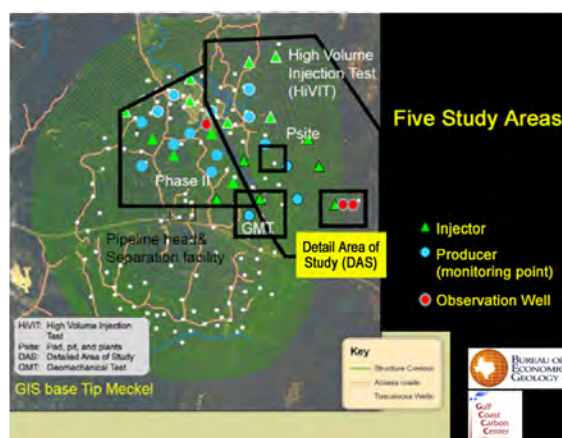 High Volume
Injection Test
(HiVIT)
Psite
Phase II
GMT
Pipeline head&
Separation facility
Detail Area of
Study (DAS)
HiVIT: High Volume Injection
Test
Psite: Pad, pit, and plants
DAS: Detailed Area of Study
GMT: Geomechanical Test
GIS base Tip Meckel
Key
Structure Contour
Access roads
Tuscaloosa Wells
Five Study Areas
Injector
Producer
(monitoring point)
Observation Well
BUREAU OF
ECONOMIC
GEOLOGY
Gulf
Coast
Carbon
Center